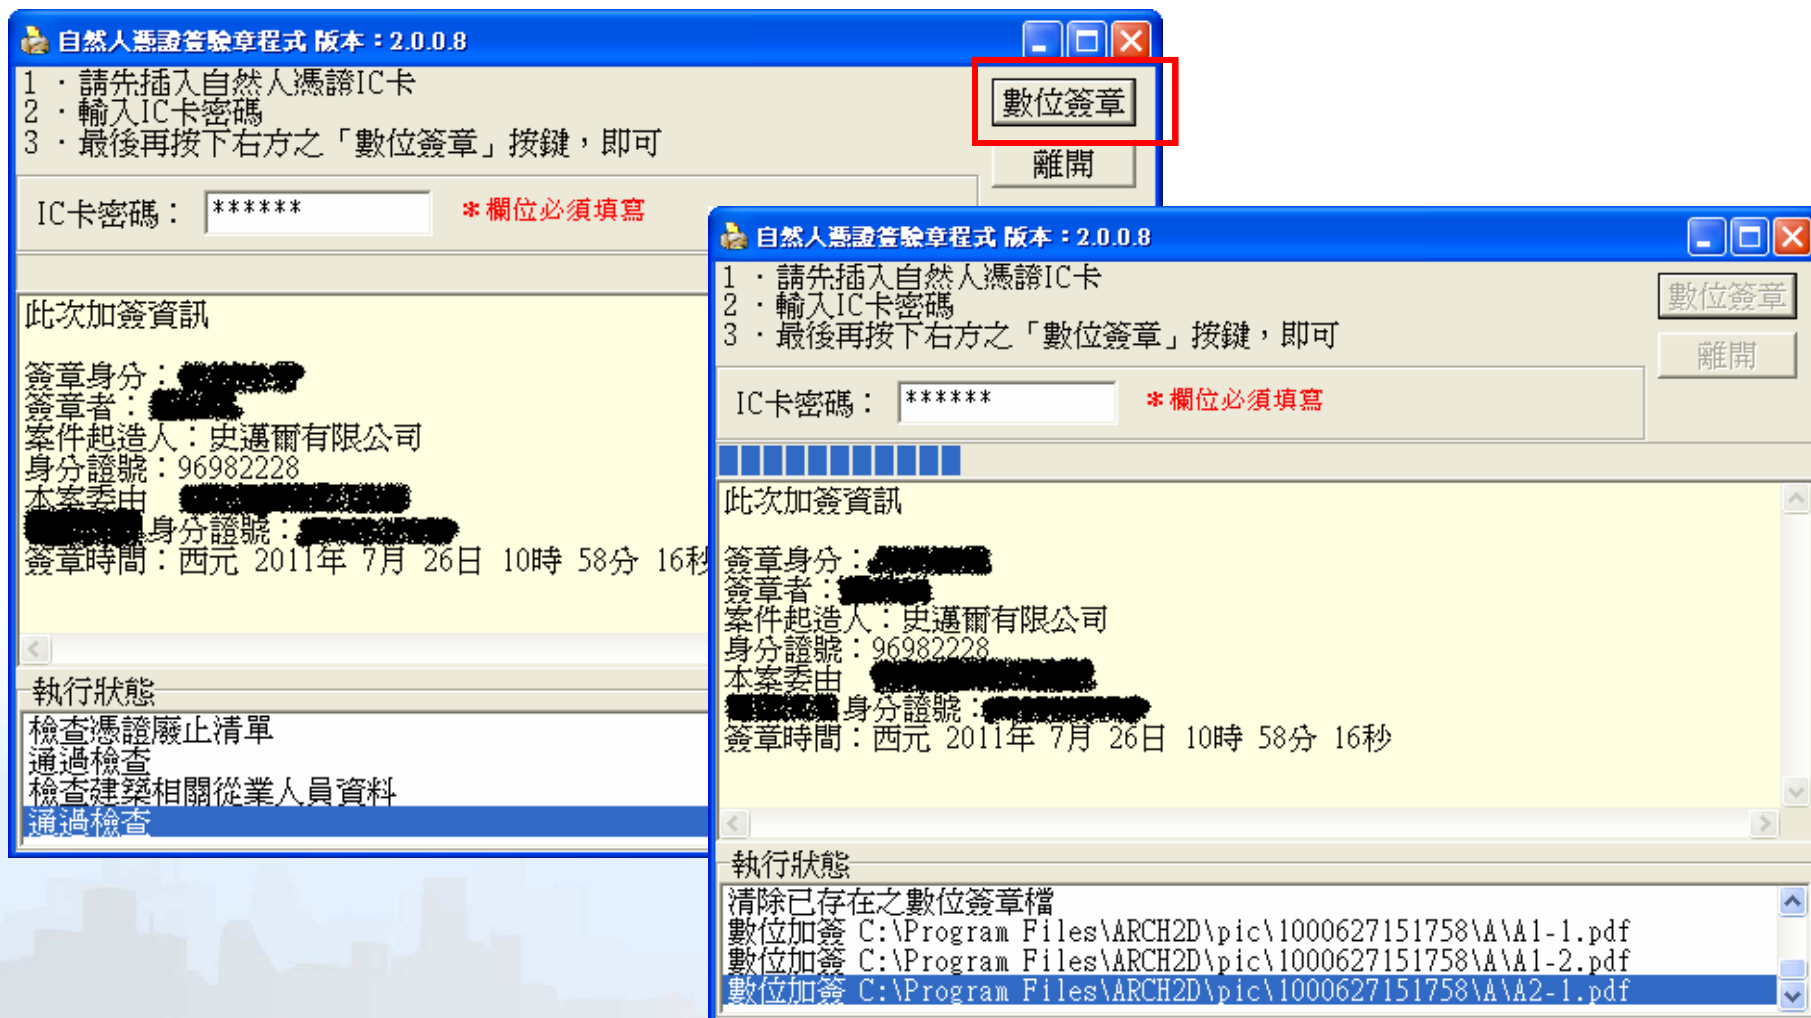 自然人憑證簽驗章程式 版本：2.0.0.8
1．請先插入自然人憑證IC卡
2．輸入IC卡密碼
3．最後再按下右方之「數位簽章」按鍵，即可
數位簽章
離開
IC卡密碼： ****** *欄位必須填寫
此次加簽資訊
簽章身分：
簽章者：
案件起造人：史邁爾有限公司
身分證號：96982228
本案委由
身分證號：
簽章時間：西元 2011年 7月 26日 10時 58分 16秒
執行狀態
檢查憑證廢止清單
通過檢查
檢查建築相關從業人員資料
通過檢查
自然人憑證簽驗章程式 版本：2.0.0.8
1．請先插入自然人憑證IC卡
2．輸入IC卡密碼
3．最後再按下右方之「數位簽章」按鍵，即可
數位簽章
離開
IC卡密碼： ****** *欄位必須填寫
此次加簽資訊
簽章身分：
簽章者：
案件起造人：史邁爾有限公司
身分證號：96982228
本案委由
身分證號：
簽章時間：西元 2011年 7月 26日 10時 58分 16秒
執行狀態
清除已存在之數位簽章檔
數位加簽 C:\Program Files\ARCH2D\pic\1000627151758\A\A1-1.pdf
數位加簽 C:\Program Files\ARCH2D\pic\1000627151758\A\A1-2.pdf
數位加簽 C:\Program Files\ARCH2D\pic\1000627151758\A\A2-1.pdf